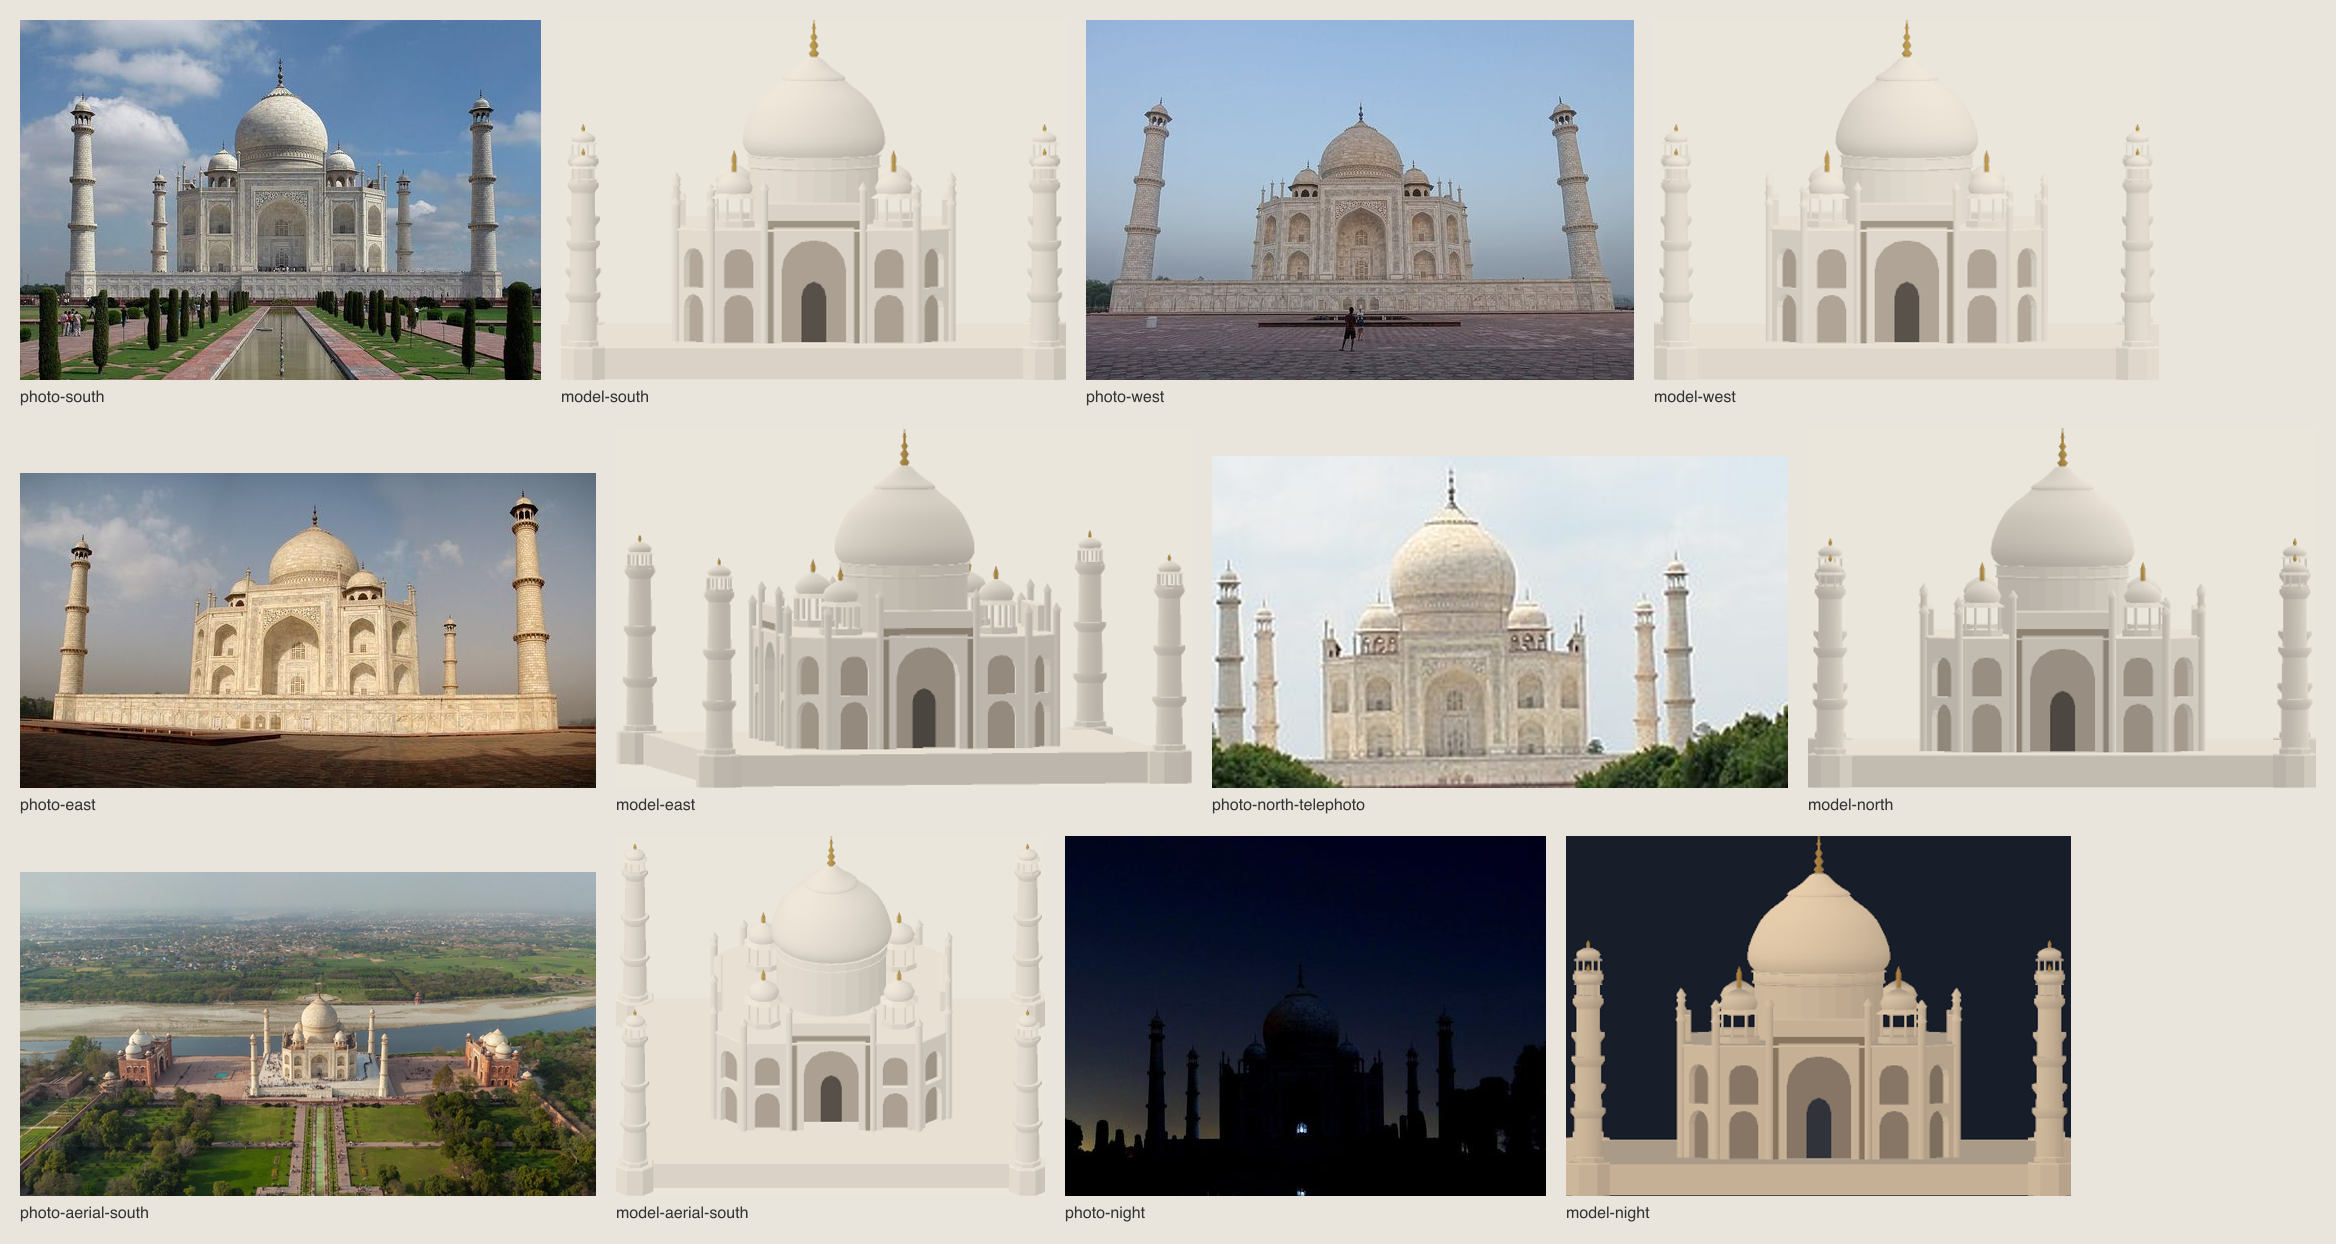 photo-south
model-south
photo-west
model-west
photo-east
model-east
photo-north-telephoto
model-north
photo-aerial-south
model-aerial-south
photo-night
model-night